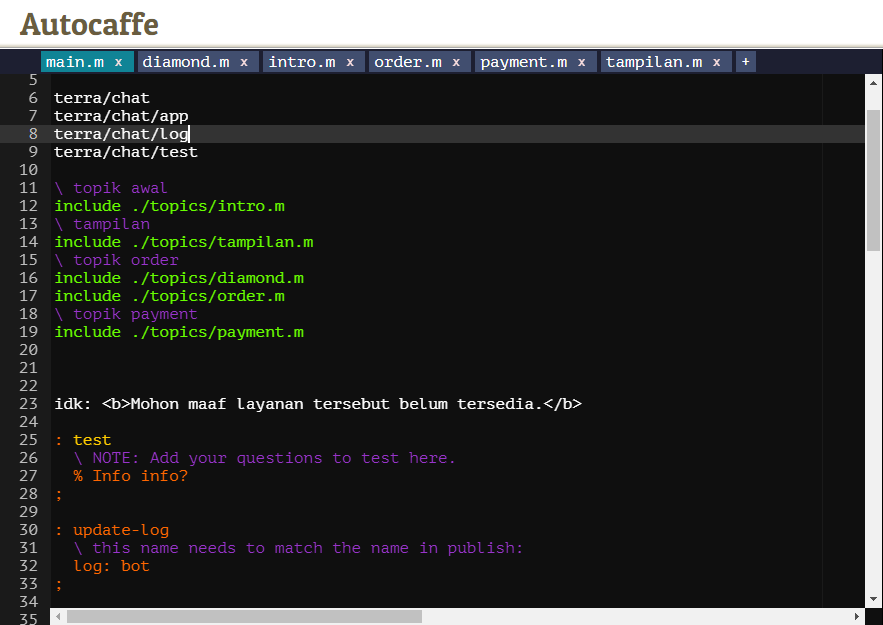 Autocaffe
main.m x diamond.m x intro.m x order.m x payment.m x tampilan.m x +
5
6 terra/chat
7 terra/chat/app
8 terra/chat/log
9 terra/chat/test
10
11 \ topik awal
12 include ./topics/intro.m
13 \ tampilan
14 include ./topics/tampilan.m
15 \ topik order
16 include ./topics/diamond.m
17 include ./topics/order.m
18 \ topik payment
19 include ./topics/payment.m
20
21
22
23 idk: <b>Mohon maaf layanan tersebut belum tersedia.</b>
24
25 : test
26 \ NOTE: Add your questions to test here.
27 % Info info?
28 ;
29
30 : update-log
31 \ this name needs to match the name in publish:
32 log: bot
33 ;
34
35